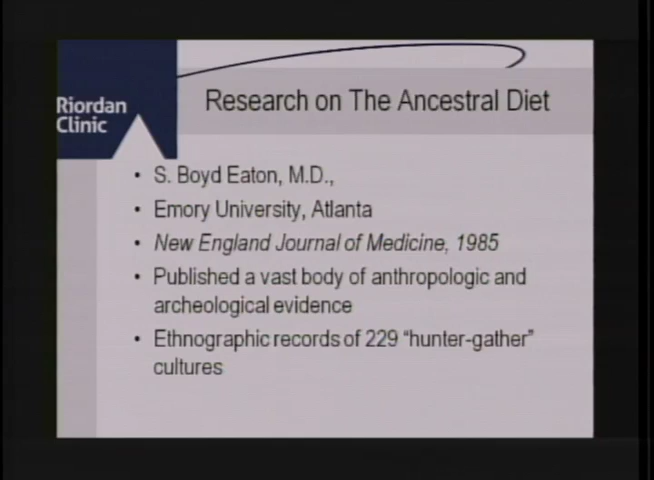 Riordan
Clinic
Research on The Ancestral Diet
• S. Boyd Eaton, M.D.,
• Emory University, Atlanta
• New England Journal of Medicine, 1985
• Published a vast body of anthropologic and
archeological evidence
• Ethnographic records of 229 “hunter-gather”
cultures